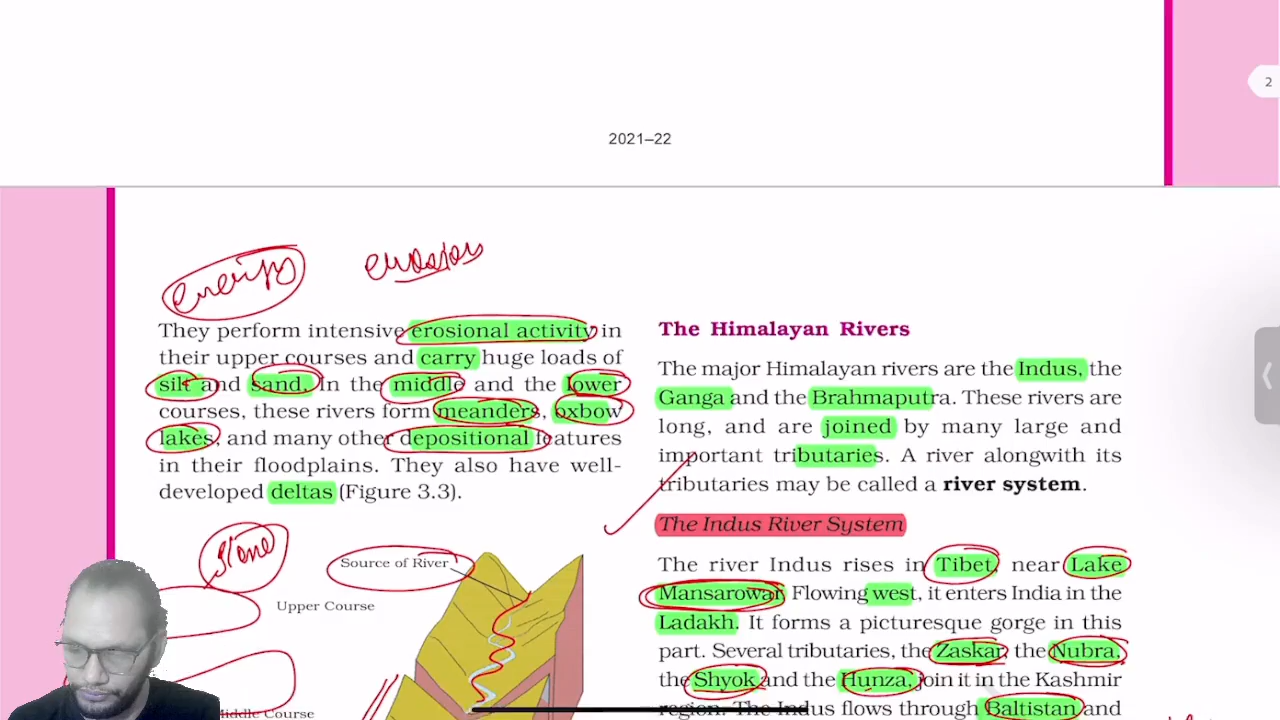 2
2021–22
energy erosion
They perform intensive erosional activity in
their upper courses and carry huge loads of
silt and sand. In the middle and the lower
courses, these rivers form meanders, oxbow
lakes, and many other depositional features
in their floodplains. They also have well-
developed deltas (Figure 3.3).
Source of River
Upper Course
Middle Course
The Himalayan Rivers
The major Himalayan rivers are the Indus, the
Ganga and the Brahmaputra. These rivers are
long, and are joined by many large and
important tributaries. A river alongwith its
tributaries may be called a river system.
The Indus River System
The river Indus rises in Tibet, near Lake
Mansarowar. Flowing west, it enters India in the
Ladakh. It forms a picturesque gorge in this
part. Several tributaries, the Zaskar, the Nubra,
the Shyok and the Hunza, join it in the Kashmir
region. The Indus flows through Baltistan and